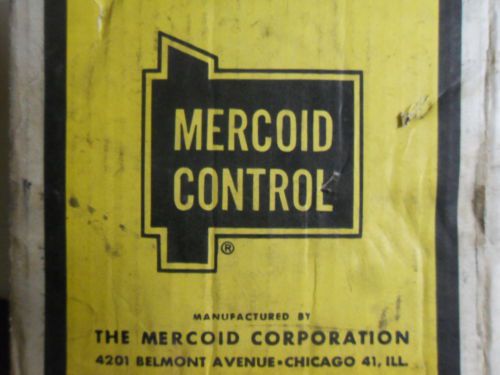 MERCOID
CONTROL
®
MANUFACTURED BY
THE MERCOID CORPORATION
4201 BELMONT AVENUE • CHICAGO 41, ILL.